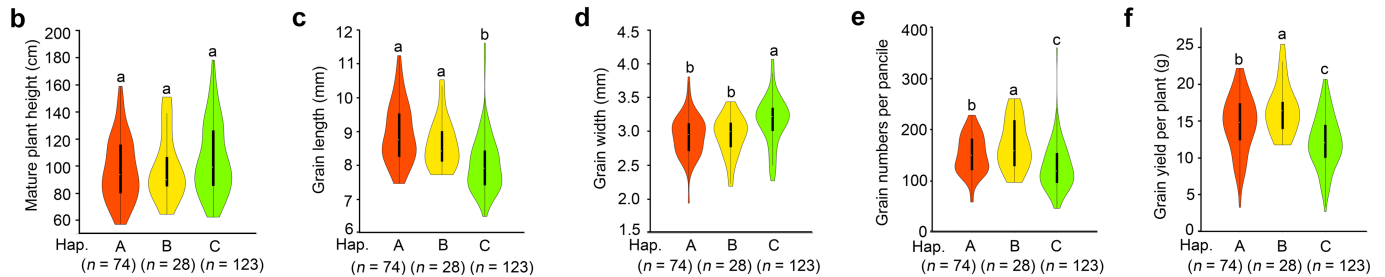 b
Mature plant height (cm)
200
180
160
140
120
100
80
60
a
a
a
Hap. A B C
(n = 74) (n = 28) (n = 123)
c
Grain length (mm)
12
11
10
9
8
7
6
a
a
b
A B C
(n = 74) (n = 28) (n = 123)
d
Grain width (mm)
4.5
4.0
3.5
3.0
2.5
2.0
1.5
b
b
a
Hap. A B C
(n = 74) (n = 28) (n = 123)
e
Grain numbers per pancile
400
300
200
100
0
b
a
c
Hap. A B C
(n = 74) (n = 28) (n = 123)
f
Grain yield per plant (g)
25
20
15
10
5
0
b
a
c
Hap. A B C
(n = 74) (n = 28) (n = 123)